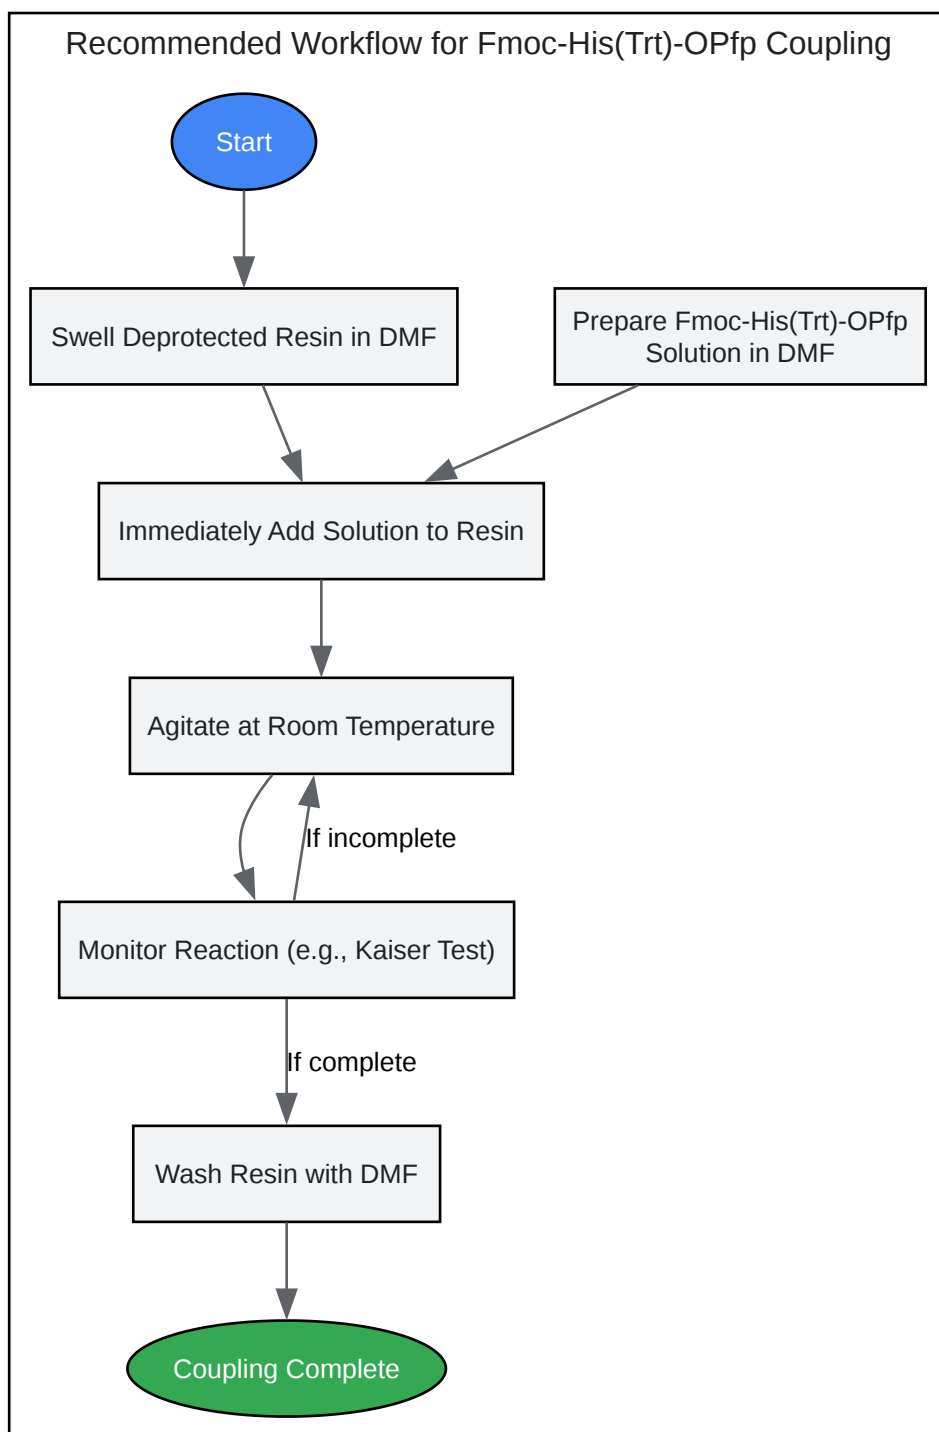 Recommended Workflow for Fmoc-His(Trt)-OPfp Coupling
Start
Swell Deprotected Resin in DMF
Prepare Fmoc-His(Trt)-OPfp
Solution in DMF
Immediately Add Solution to Resin
Agitate at Room Temperature
If incomplete
Monitor Reaction (e.g., Kaiser Test)
If complete
Wash Resin with DMF
Coupling Complete